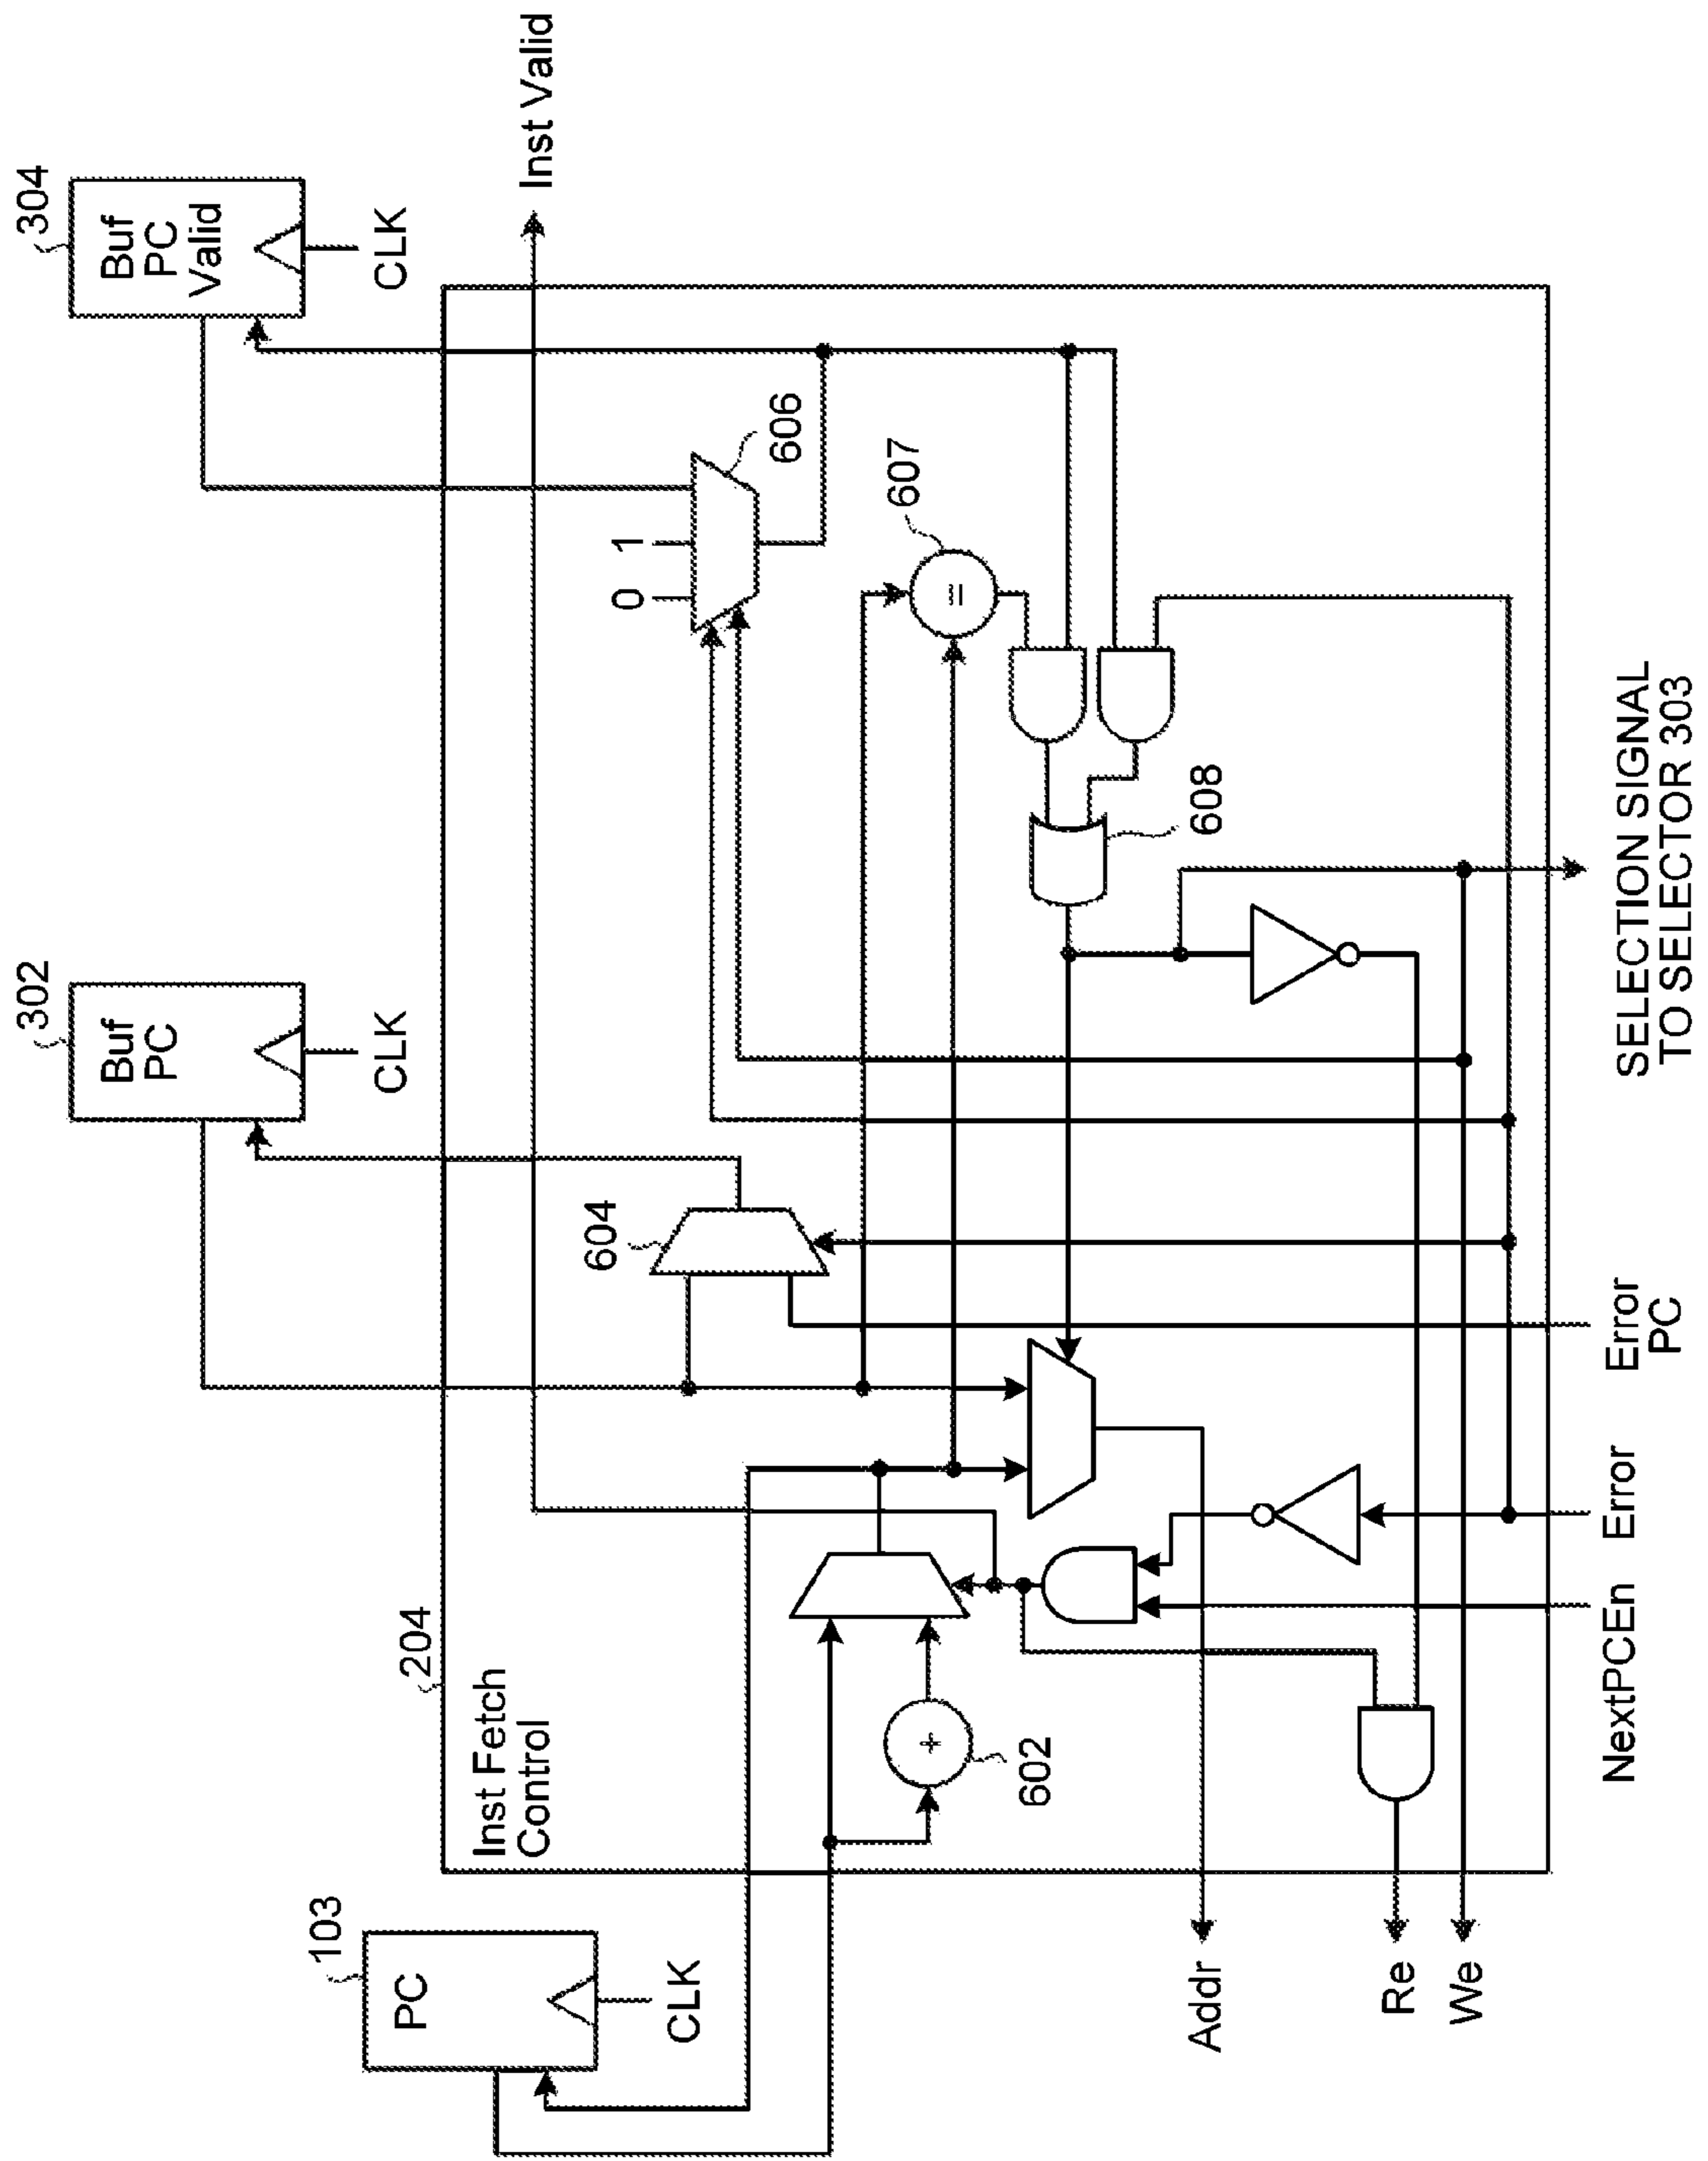 103
PC
CLK
302
Buf
PC
CLK
304
Buf
PC
Valid
CLK
204
Inst Fetch
Control
Inst Valid
602
+
604
0
1
606
607
=
608
Addr
Re
We
NextPCEn
Error
Error
PC
SELECTION SIGNAL
TO SELECTOR 303